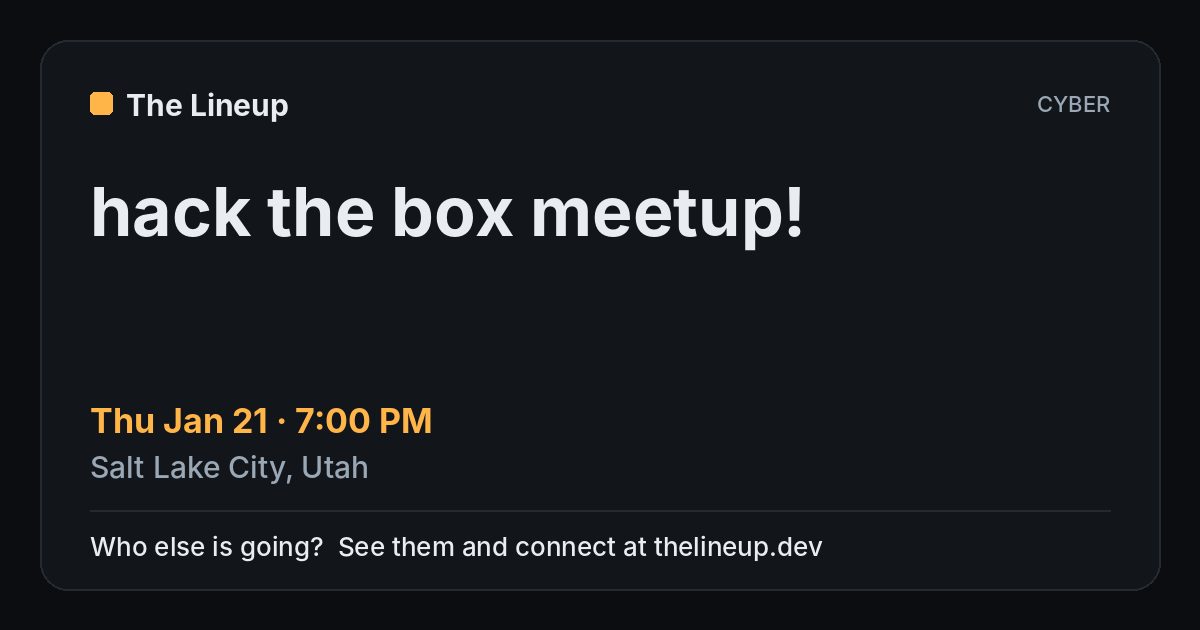 The Lineup
CYBER
hack the box meetup!
Thu Jan 21 · 7:00 PM
Salt Lake City, Utah
Who else is going? See them and connect at thelineup.dev